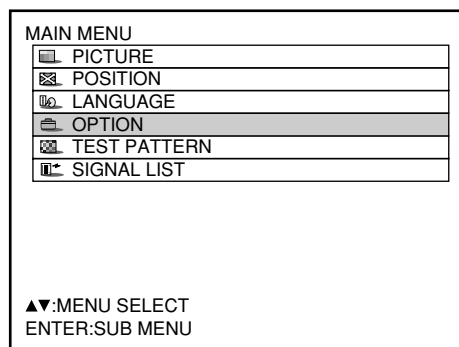 MAIN MENU
PICTURE
POSITION
LANGUAGE
OPTION
TEST PATTERN
SIGNAL LIST
▲▼:MENU SELECT
ENTER:SUB MENU